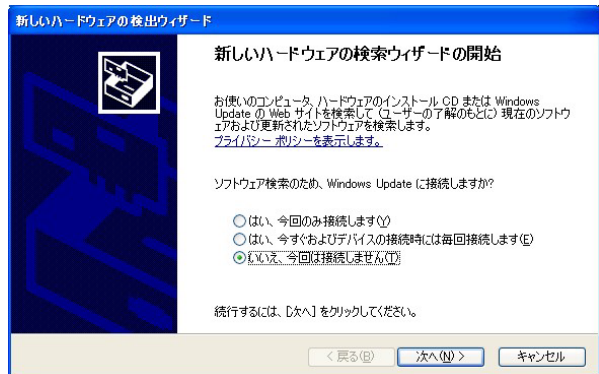 新しいハードウェアの検出ウィザード
新しいハードウェアの検索ウィザードの開始
お使いのコンピュータ、ハードウェアのインストール CD または Windows
Update の Web サイトを検索して (ユーザーの了解のもとに) 現在のソフトウ
ェアおよび更新されたソフトウェアを検索します。
プライバシー ポリシーを表示します。
ソフトウェア検索のため、Windows Update に接続しますか?
はい、今回のみ接続します(Y)
はい、今すぐおよびデバイスの接続時には毎回接続します(E)
いいえ、今回は接続しません(T)
続行するには、[次へ] をクリックしてください。
< 戻る(B) 次へ(N) > キャンセル